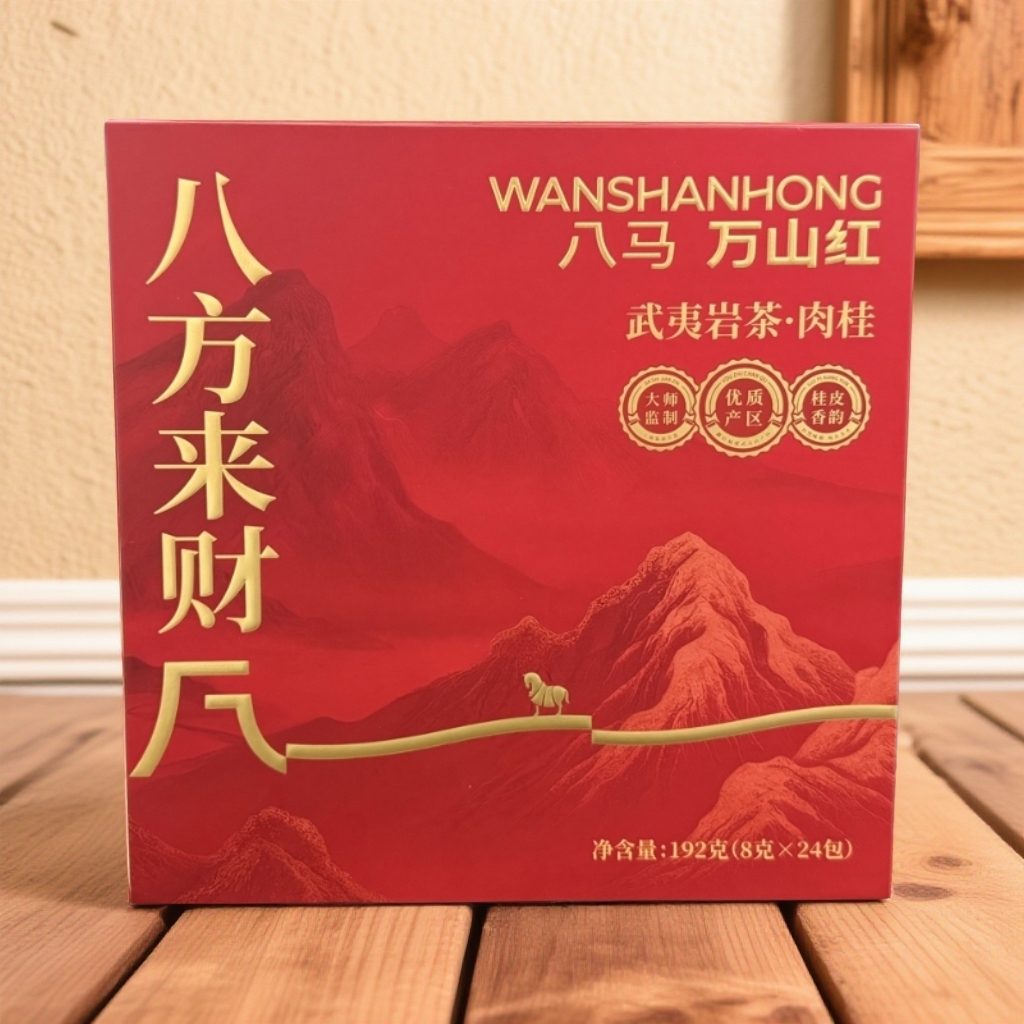 八方来财
WANSHANHONG
八马 万山红
武夷岩茶·肉桂
大师
监制
优质
产区
桂皮
香韵
净含量:192克(8克×24包)